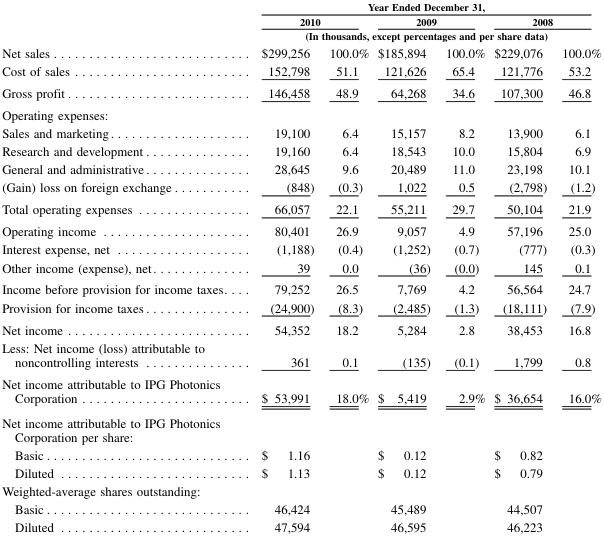 Year Ended December 31,
2010 2009 2008
(In thousands, except percentages and per share data)
Net sales . . . . . . . . . . . . . . . . . . . . . . . . . . . . $299,256 100.0% $185,894 100.0% $229,076 100.0%
Cost of sales . . . . . . . . . . . . . . . . . . . . . . . . . 152,798 51.1 121,626 65.4 121,776 53.2
Gross profit . . . . . . . . . . . . . . . . . . . . . . . . . . 146,458 48.9 64,268 34.6 107,300 46.8
Operating expenses:
Sales and marketing . . . . . . . . . . . . . . . . . . . . 19,100 6.4 15,157 8.2 13,900 6.1
Research and development . . . . . . . . . . . . . . . 19,160 6.4 18,543 10.0 15,804 6.9
General and administrative . . . . . . . . . . . . . . . 28,645 9.6 20,489 11.0 23,198 10.1
(Gain) loss on foreign exchange . . . . . . . . . . . (848) (0.3) 1,022 0.5 (2,798) (1.2)
Total operating expenses . . . . . . . . . . . . . . . . 66,057 22.1 55,211 29.7 50,104 21.9
Operating income . . . . . . . . . . . . . . . . . . . . . 80,401 26.9 9,057 4.9 57,196 25.0
Interest expense, net . . . . . . . . . . . . . . . . . . . (1,188) (0.4) (1,252) (0.7) (777) (0.3)
Other income (expense), net . . . . . . . . . . . . . . 39 0.0 (36) (0.0) 145 0.1
Income before provision for income taxes . . . . 79,252 26.5 7,769 4.2 56,564 24.7
Provision for income taxes . . . . . . . . . . . . . . . (24,900) (8.3) (2,485) (1.3) (18,111) (7.9)
Net income . . . . . . . . . . . . . . . . . . . . . . . . . . 54,352 18.2 5,284 2.8 38,453 16.8
Less: Net income (loss) attributable to
noncontrolling interests . . . . . . . . . . . . . . . 361 0.1 (135) (0.1) 1,799 0.8
Net income attributable to IPG Photonics
Corporation . . . . . . . . . . . . . . . . . . . . . . . . $ 53,991 18.0% $ 5,419 2.9% $ 36,654 16.0%
Net income attributable to IPG Photonics
Corporation per share:
Basic . . . . . . . . . . . . . . . . . . . . . . . . . . . . . $ 1.16 $ 0.12 $ 0.82
Diluted . . . . . . . . . . . . . . . . . . . . . . . . . . . $ 1.13 $ 0.12 $ 0.79
Weighted-average shares outstanding:
Basic . . . . . . . . . . . . . . . . . . . . . . . . . . . . . 46,424 45,489 44,507
Diluted . . . . . . . . . . . . . . . . . . . . . . . . . . . 47,594 46,595 46,223